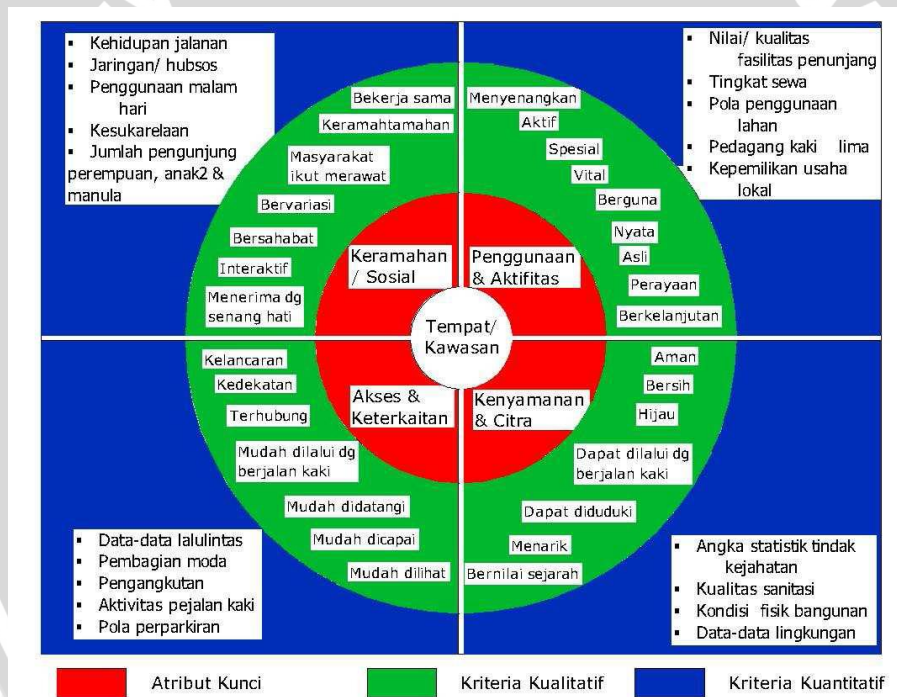 ▪ Kehidupan jalanan
▪ Jaringan/ hubsos
▪ Penggunaan malam
hari
▪ Kesukarelaan
▪ Jumlah pengunjung
perempuan, anak2 &
manula
▪ Nilai/ kualitas
fasilitas penunjang
▪ Tingkat sewa
▪ Pola penggunaan
lahan
▪ Pedagang kaki lima
▪ Kepemilikan usaha
lokal
Bekerja sama
Keramahtamahan
Masyarakat
ikut merawat
Bervariasi
Bersahabat
Interaktif
Menerima dg
senang hati
Menyenangkan
Aktif
Spesial
Vital
Berguna
Nyata
Asli
Perayaan
Berkelanjutan
Keramahan
/ Sosial
Penggunaan
& Aktifitas
Tempat/
Kawasan
Akses &
Keterkaitan
Kenyamanan
& Citra
Kelancaran
Kedekatan
Terhubung
Mudah dilalui dg
berjalan kaki
Mudah didatangi
Mudah dicapai
Mudah dilihat
Aman
Bersih
Hijau
Dapat dilalui dg
berjalan kaki
Dapat diduduki
Menarik
Bernilai sejarah
▪ Data-data lalulintas
▪ Pembagian moda
▪ Pengangkutan
▪ Aktivitas pejalan kaki
▪ Pola perparkiran
▪ Angka statistik tindak
kejahatan
▪ Kualitas sanitasi
▪ Kondisi fisik bangunan
▪ Data-data lingkungan
Atribut Kunci
Kriteria Kualitatif
Kriteria Kuantitatif